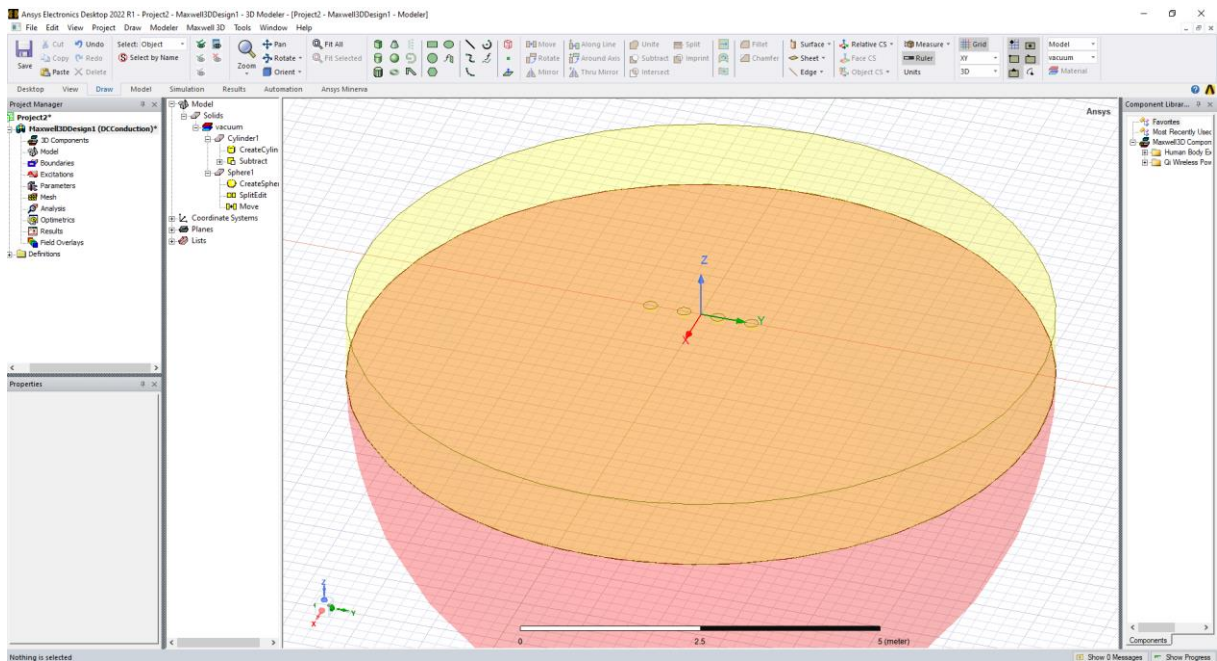 Ansys Electronics Desktop 2022 R1 - Project2 - Maxwell3DDesign1 - 3D Modeler - [Project2 - Maxwell3DDesign1 - Modeler]
File Edit View Project Draw Modeler Maxwell 3D Tools Window Help
Save
Cut Undo Select: Object
Copy Redo Select by Name
Paste Delete
Zoom
Pan
Rotate
Orient
Fit All
Fit Selected
Move Along Line Unite Split Fillet
Rotate Around Axis Subtract Imprint Chamfer
Mirror Thru Mirror Intersect
Surface Relative CS Measure Grid Model
Sheet Face CS Ruler XY vacuum
Edge Object CS Units 3D Material
Desktop View Draw Model Simulation Results Automation Ansys Minerva
Project Manager
Project2*
Maxwell3DDesign1 (DCConduction)*
3D Components
Model
Boundaries
Excitations
Parameters
Mesh
Analysis
Optimetrics
Results
Field Overlays
Definitions
Properties
Model
Solids
vacuum
Cylinder1
CreateCylin
Subtract
Sphere1
CreateSpher
SplitEdit
Move
Coordinate Systems
Planes
Lists
Ansys
Z
Y
X
Z
Y
X
0 2.5 5 (meter)
Component Librar...
Favorites
Most Recently Used
Maxwell3D Compon
Human Body Ex
Qi Wireless Pow
Components
Nothing is selected
Show 0 Messages Show Progress